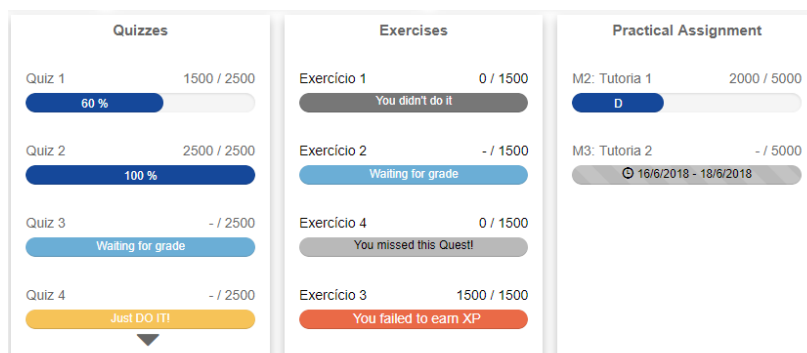 Quizzes
Quiz 1 1500 / 2500
60 %
Quiz 2 2500 / 2500
100 %
Quiz 3 - / 2500
Waiting for grade
Quiz 4 - / 2500
Just DO IT!
Exercises
Exercício 1 0 / 1500
You didn't do it
Exercício 2 - / 1500
Waiting for grade
Exercício 4 0 / 1500
You missed this Quest!
Exercício 3 1500 / 1500
You failed to earn XP
Practical Assignment
M2: Tutoria 1 2000 / 5000
D
M3: Tutoria 2 - / 5000
16/6/2018 - 18/6/2018